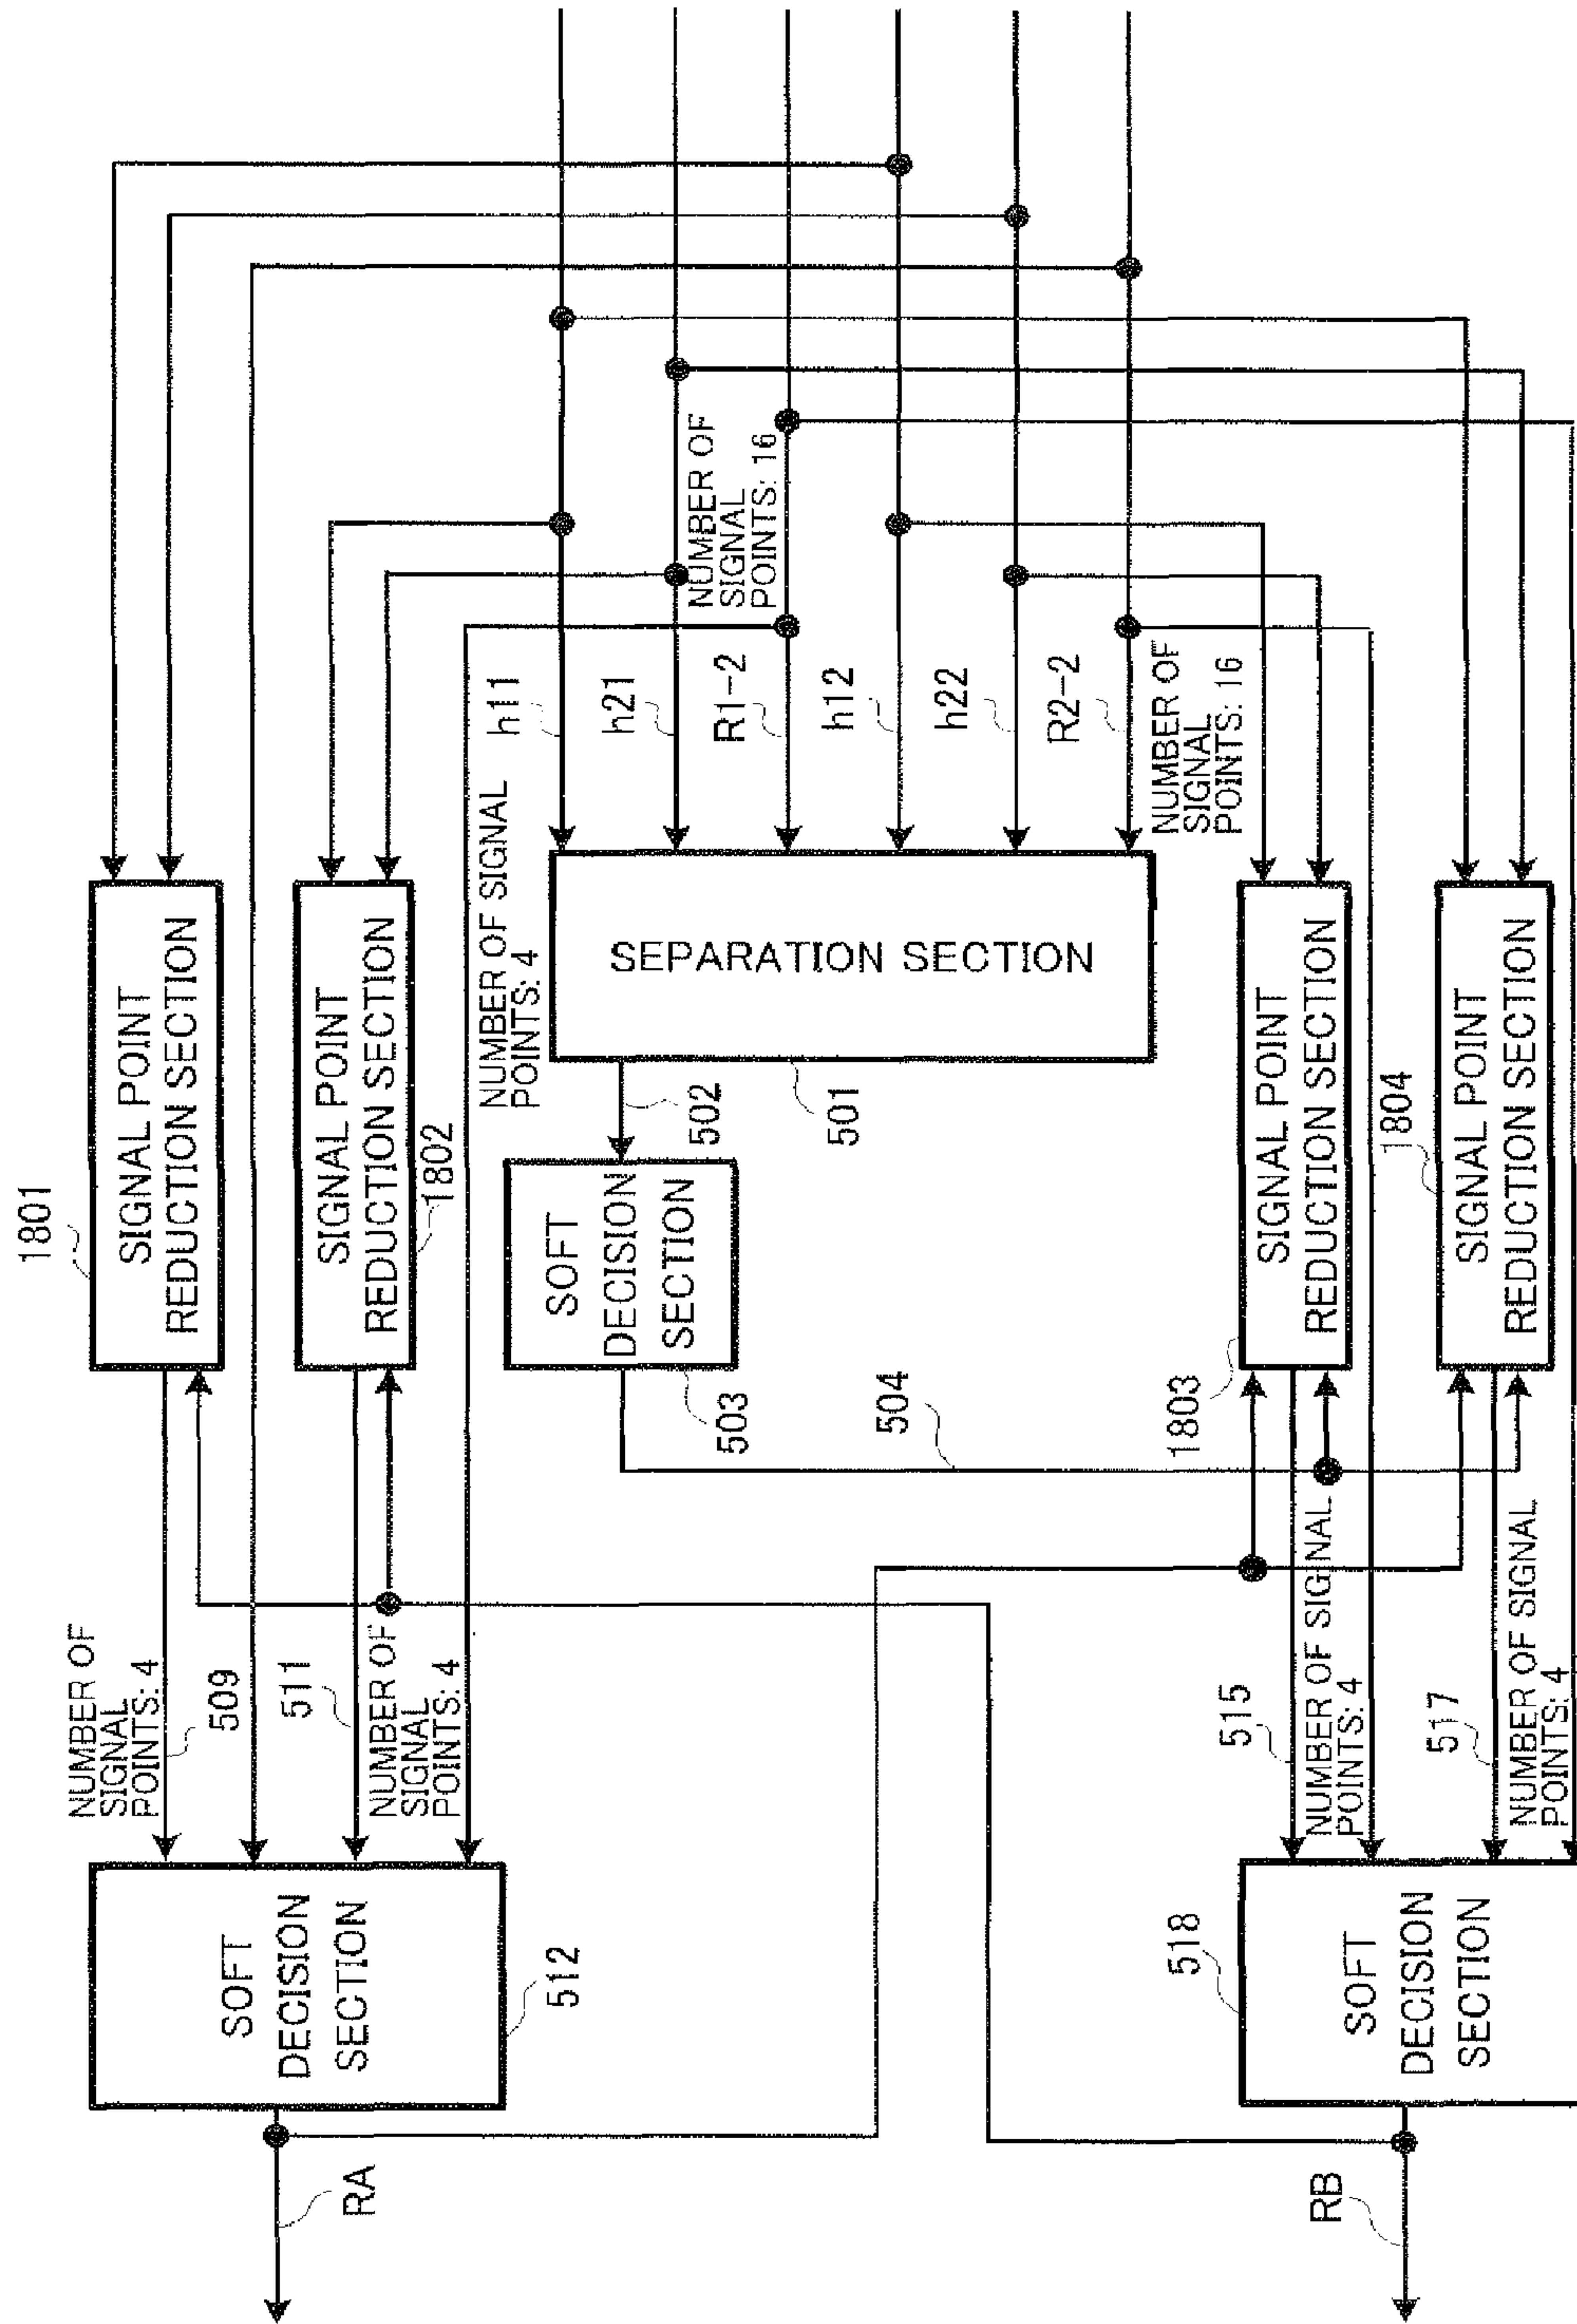 1801
SIGNAL POINT
REDUCTION SECTION
NUMBER OF
SIGNAL
POINTS: 4
509
SIGNAL POINT
REDUCTION SECTION
1802
511
NUMBER OF
SIGNAL
POINTS: 4
SOFT
DECISION
SECTION
512
RA
NUMBER OF SIGNAL
POINTS: 4
h11
h21
NUMBER OF
SIGNAL
POINTS: 16
R1-2
h12
h22
R2-2
NUMBER OF
SIGNAL
POINTS: 16
SEPARATION SECTION
501
502
SOFT
DECISION
SECTION
503
504
1803
SIGNAL POINT
REDUCTION SECTION
515
NUMBER OF SIGNAL
POINTS: 4
1804
SIGNAL POINT
REDUCTION SECTION
517
NUMBER OF SIGNAL
POINTS: 4
518
SOFT
DECISION
SECTION
RB